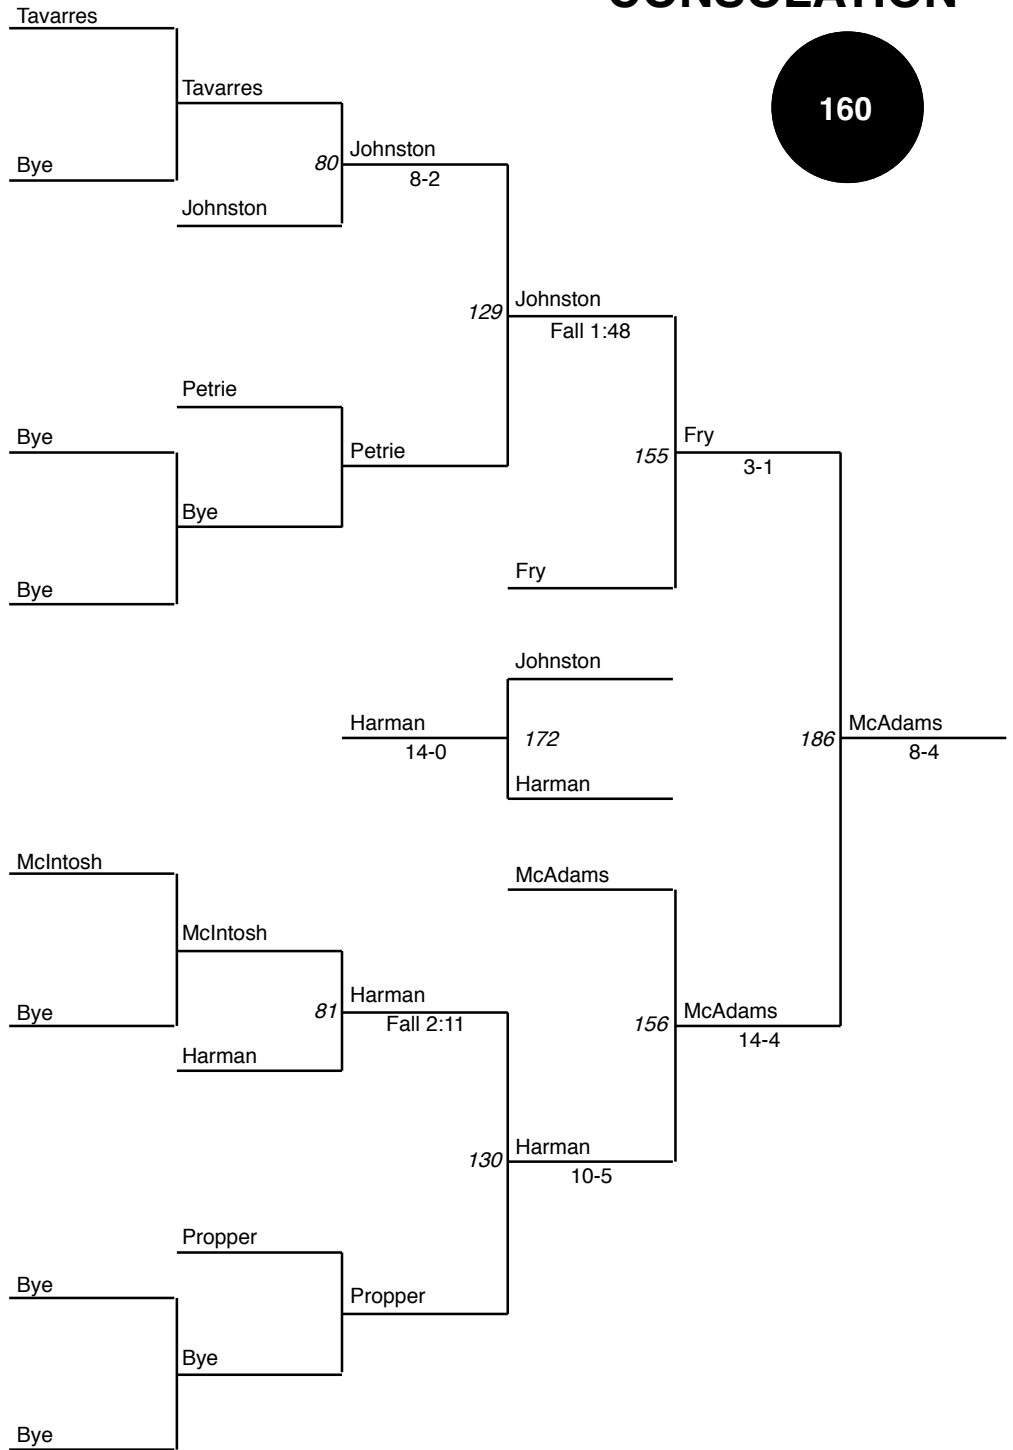 CONSOLATION
Tavarres
Tavarres
160
Bye
80
Johnston
8-2
Johnston
129
Johnston
Fall 1:48
Petrie
Bye
Petrie
155
Fry
3-1
Bye
Bye
Fry
Johnston
Harman
14-0
172
186
McAdams
8-4
Harman
McIntosh
McAdams
McIntosh
Bye
81
Harman
Fall 2:11
156
McAdams
14-4
Harman
130
Harman
10-5
Propper
Bye
Propper
Bye
Bye